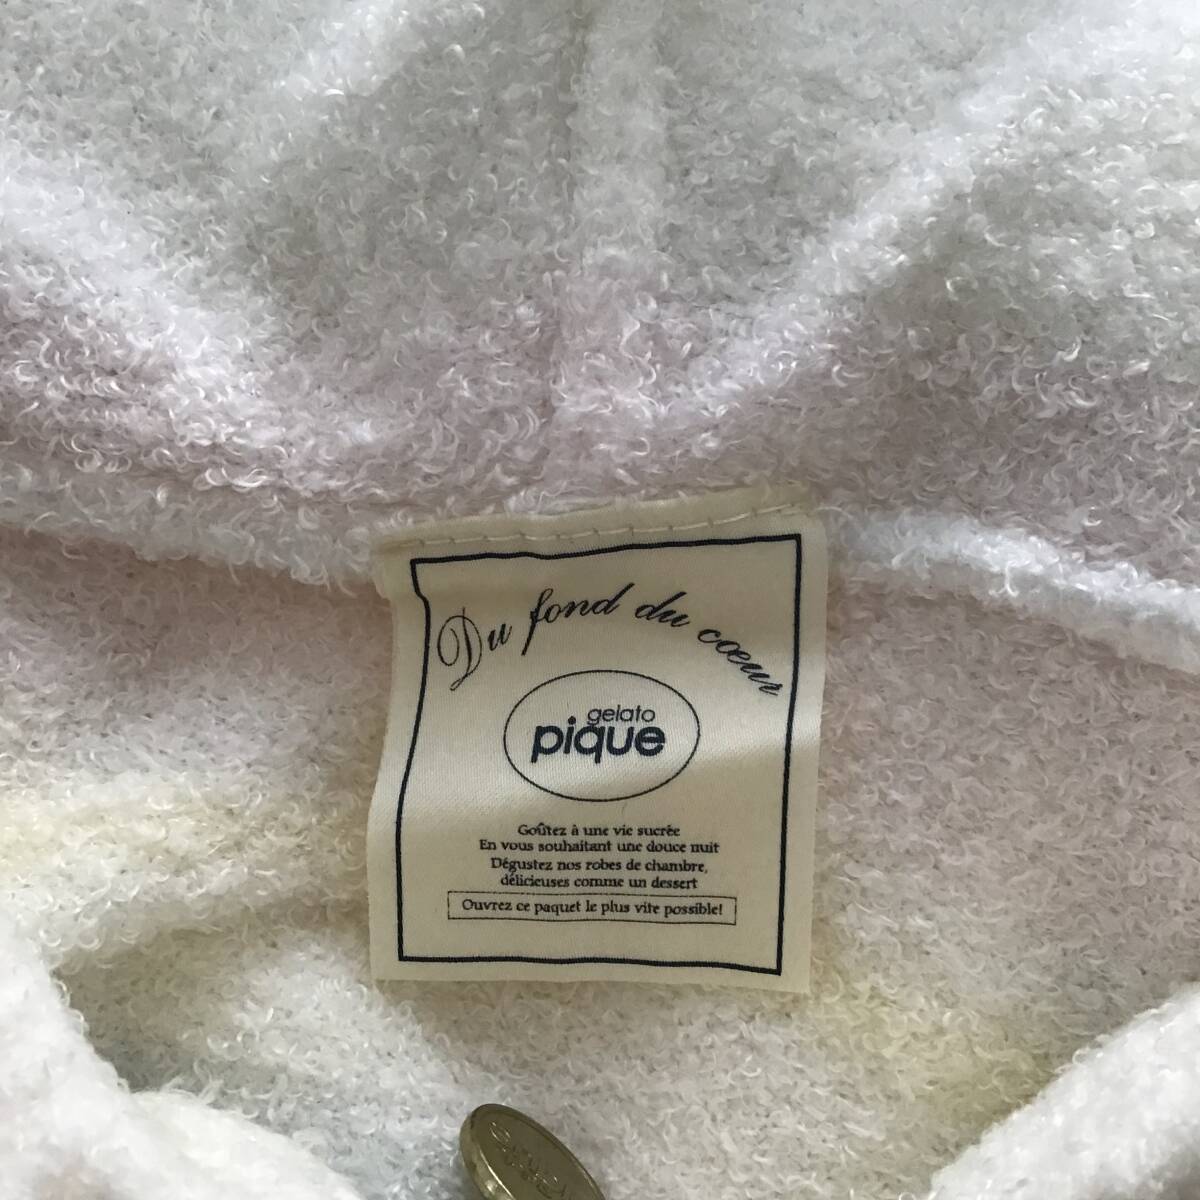 Du fond du cœur
gelato
pique
Goûtez à une vie sucrée
En vous souhaitant une douce nuit
Dégustez nos robes de chambre,
délicieuses comme un dessert
Ouvrez ce paquet le plus vite possible!